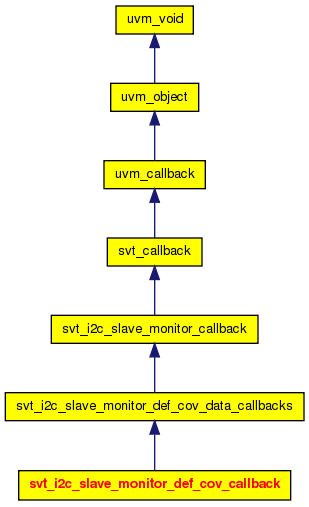 uvm_void
uvm_object
uvm_callback
svt_callback
svt_i2c_slave_monitor_callback
svt_i2c_slave_monitor_def_cov_data_callbacks
svt_i2c_slave_monitor_def_cov_callback